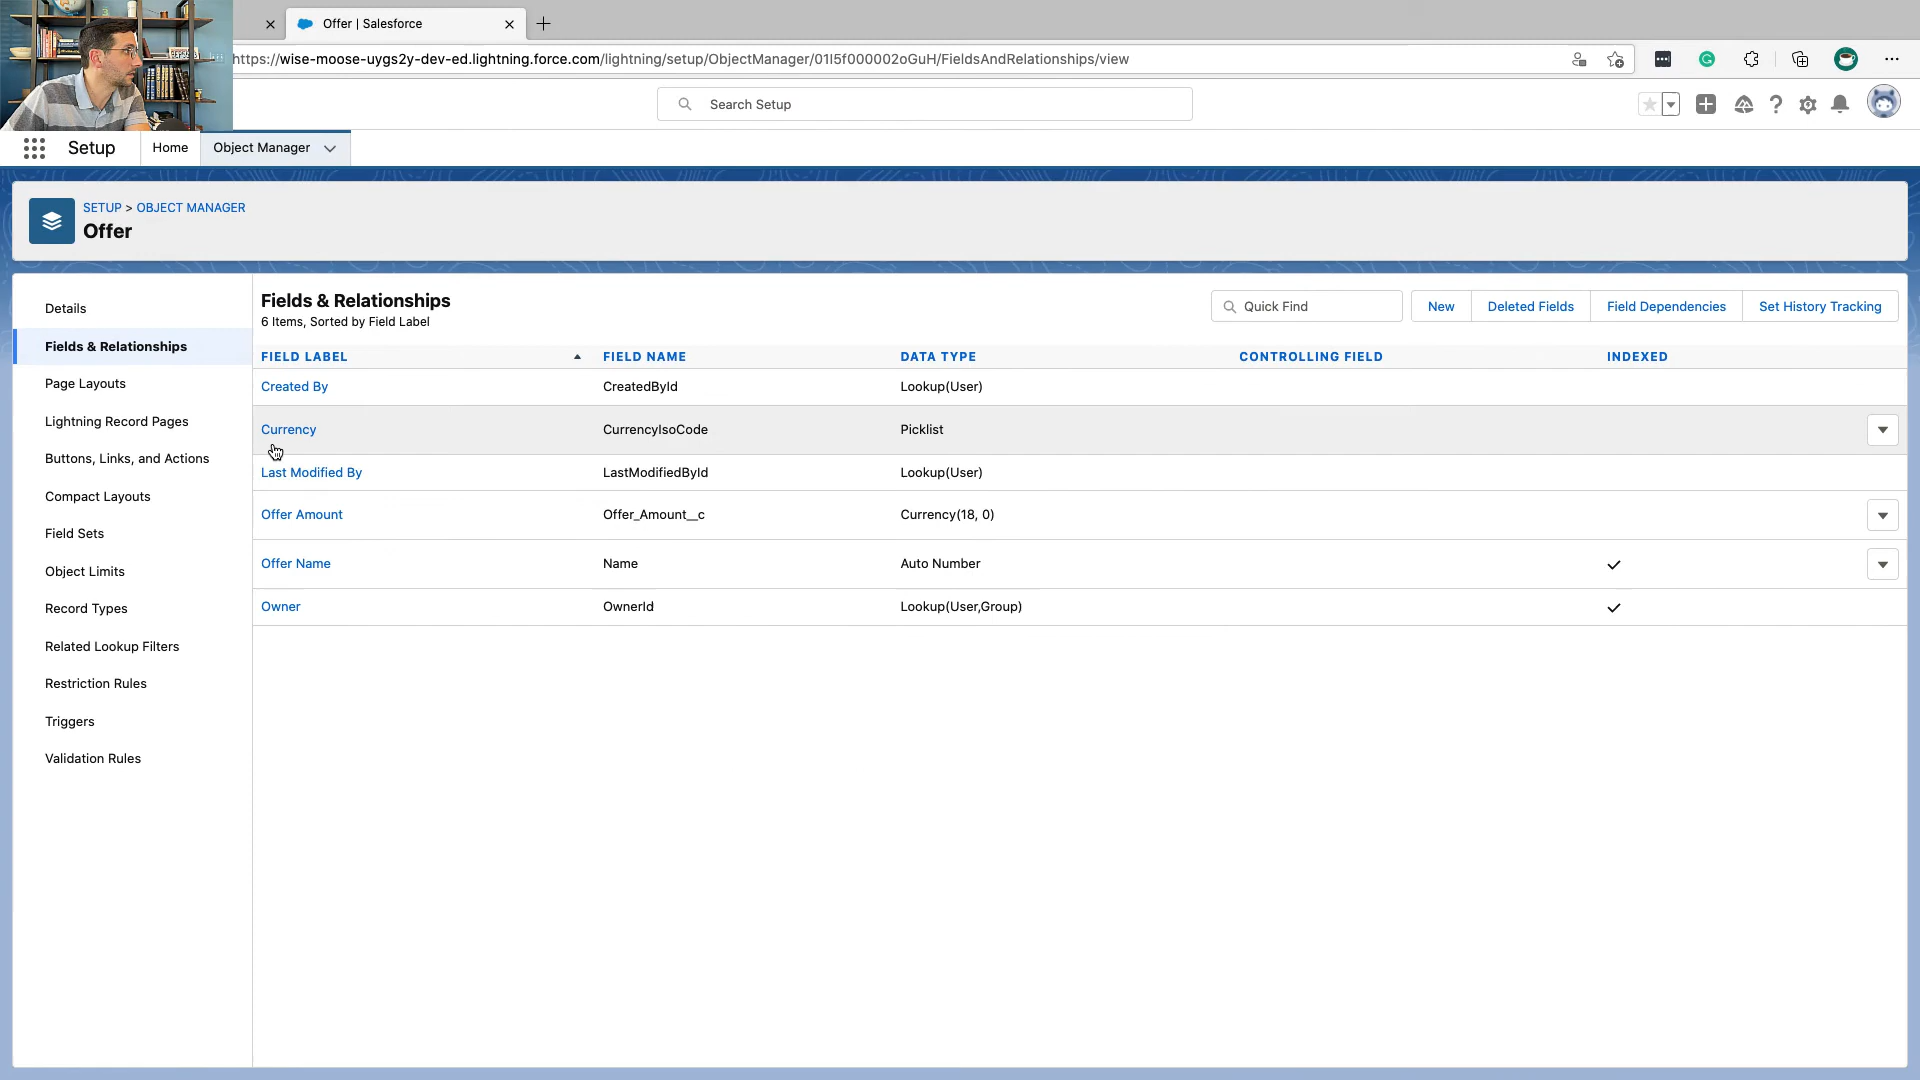 Offer | Salesforce
https://wise-moose-uygs2y-dev-ed.lightning.force.com/lightning/setup/ObjectManager/01I5f000002oGuH/FieldsAndRelationships/view
Search Setup
Setup
Home
Object Manager
SETUP > OBJECT MANAGER
Offer
Details
Fields & Relationships
Page Layouts
Lightning Record Pages
Buttons, Links, and Actions
Compact Layouts
Field Sets
Object Limits
Record Types
Related Lookup Filters
Restriction Rules
Triggers
Validation Rules
Fields & Relationships
6 Items, Sorted by Field Label
Quick Find
New
Deleted Fields
Field Dependencies
Set History Tracking
FIELD LABEL FIELD NAME DATA TYPE CONTROLLING FIELD INDEXED
Created By CreatedById Lookup(User)
Currency CurrencyIsoCode Picklist
Last Modified By LastModifiedById Lookup(User)
Offer Amount Offer_Amount__c Currency(18, 0)
Offer Name Name Auto Number
Owner OwnerId Lookup(User,Group)